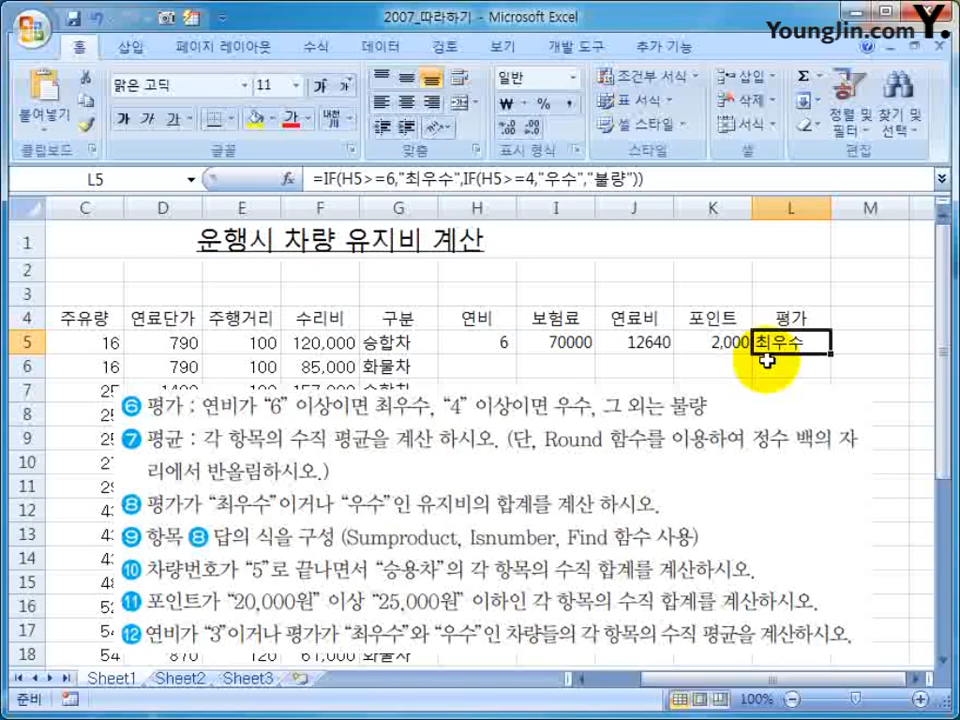 2007_따라하기 - Microsoft Excel
YoungJin.com Y.
홈 삽입 페이지 레이아웃 수식 데이터 검토 보기 개발 도구 추가 기능
붙여넣기
맑은 고딕 11 가 가
가 가 가 가 내천
일반
₩ % ,
조건부 서식
표 서식
셀 스타일
삽입
삭제
서식
Σ
정렬 및 필터
찾기 및 선택
클립보드 글꼴 맞춤 표시 형식 스타일 셀 편집
L5 fx =IF(H5>=6,"최우수",IF(H5>=4,"우수","불량"))
C D E F G H I J K L M
1 운행시 차량 유지비 계산
2
3
4 주유량 연료단가 주행거리 수리비 구분 연비 보험료 연료비 포인트 평가
5 16 790 100 120,000 승합차 6 70000 12640 2,000 최우수
6 16 790 100 85,000 화물차
7
8
9
10
11
12
13
14
15
16
17
18 54 870 120 61,000 화물차
❻ 평가 : 연비가 “6” 이상이면 최우수, “4” 이상이면 우수, 그 외는 불량
❼ 평균 : 각 항목의 수직 평균을 계산 하시오. (단, Round 함수를 이용하여 정수 백의 자
리에서 반올림하시오.)
❽ 평가가 “최우수”이거나 “우수”인 유지비의 합계를 계산 하시오.
❾ 항목 ❽ 답의 식을 구성 (Sumproduct, Isnumber, Find 함수 사용)
❿ 차량번호가 “5”로 끝나면서 “승용차”의 각 항목의 수직 합계를 계산하시오.
⓫ 포인트가 “20,000원” 이상 “25,000원” 이하인 각 항목의 수직 합계를 계산하시오.
⓬ 연비가 “3”이거나 평가가 “최우수”와 “우수”인 차량들의 각 항목의 수직 평균을 계산하시오.
Sheet1 Sheet2 Sheet3
준비 100%